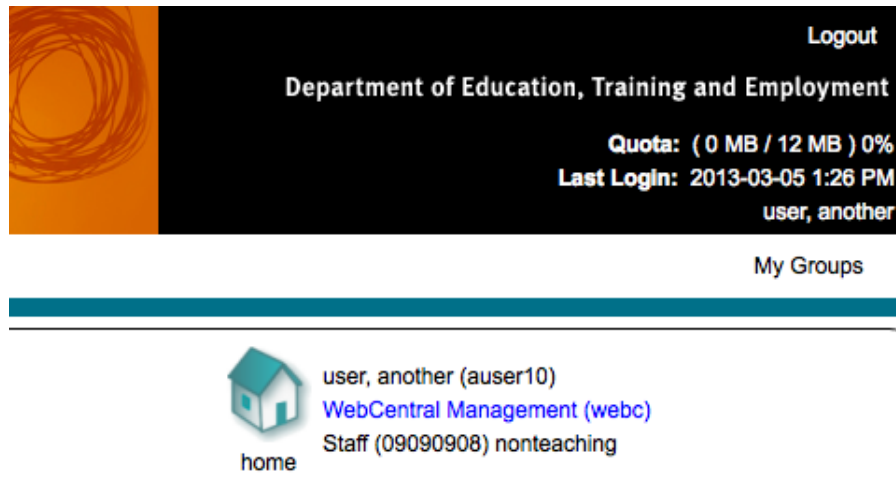 Logout
Department of Education, Training and Employment
Quota: ( 0 MB / 12 MB ) 0%
Last Login: 2013-03-05 1:26 PM
user, another
My Groups
user, another (auser10)
WebCentral Management (webc)
Staff (09090908) nonteaching
home